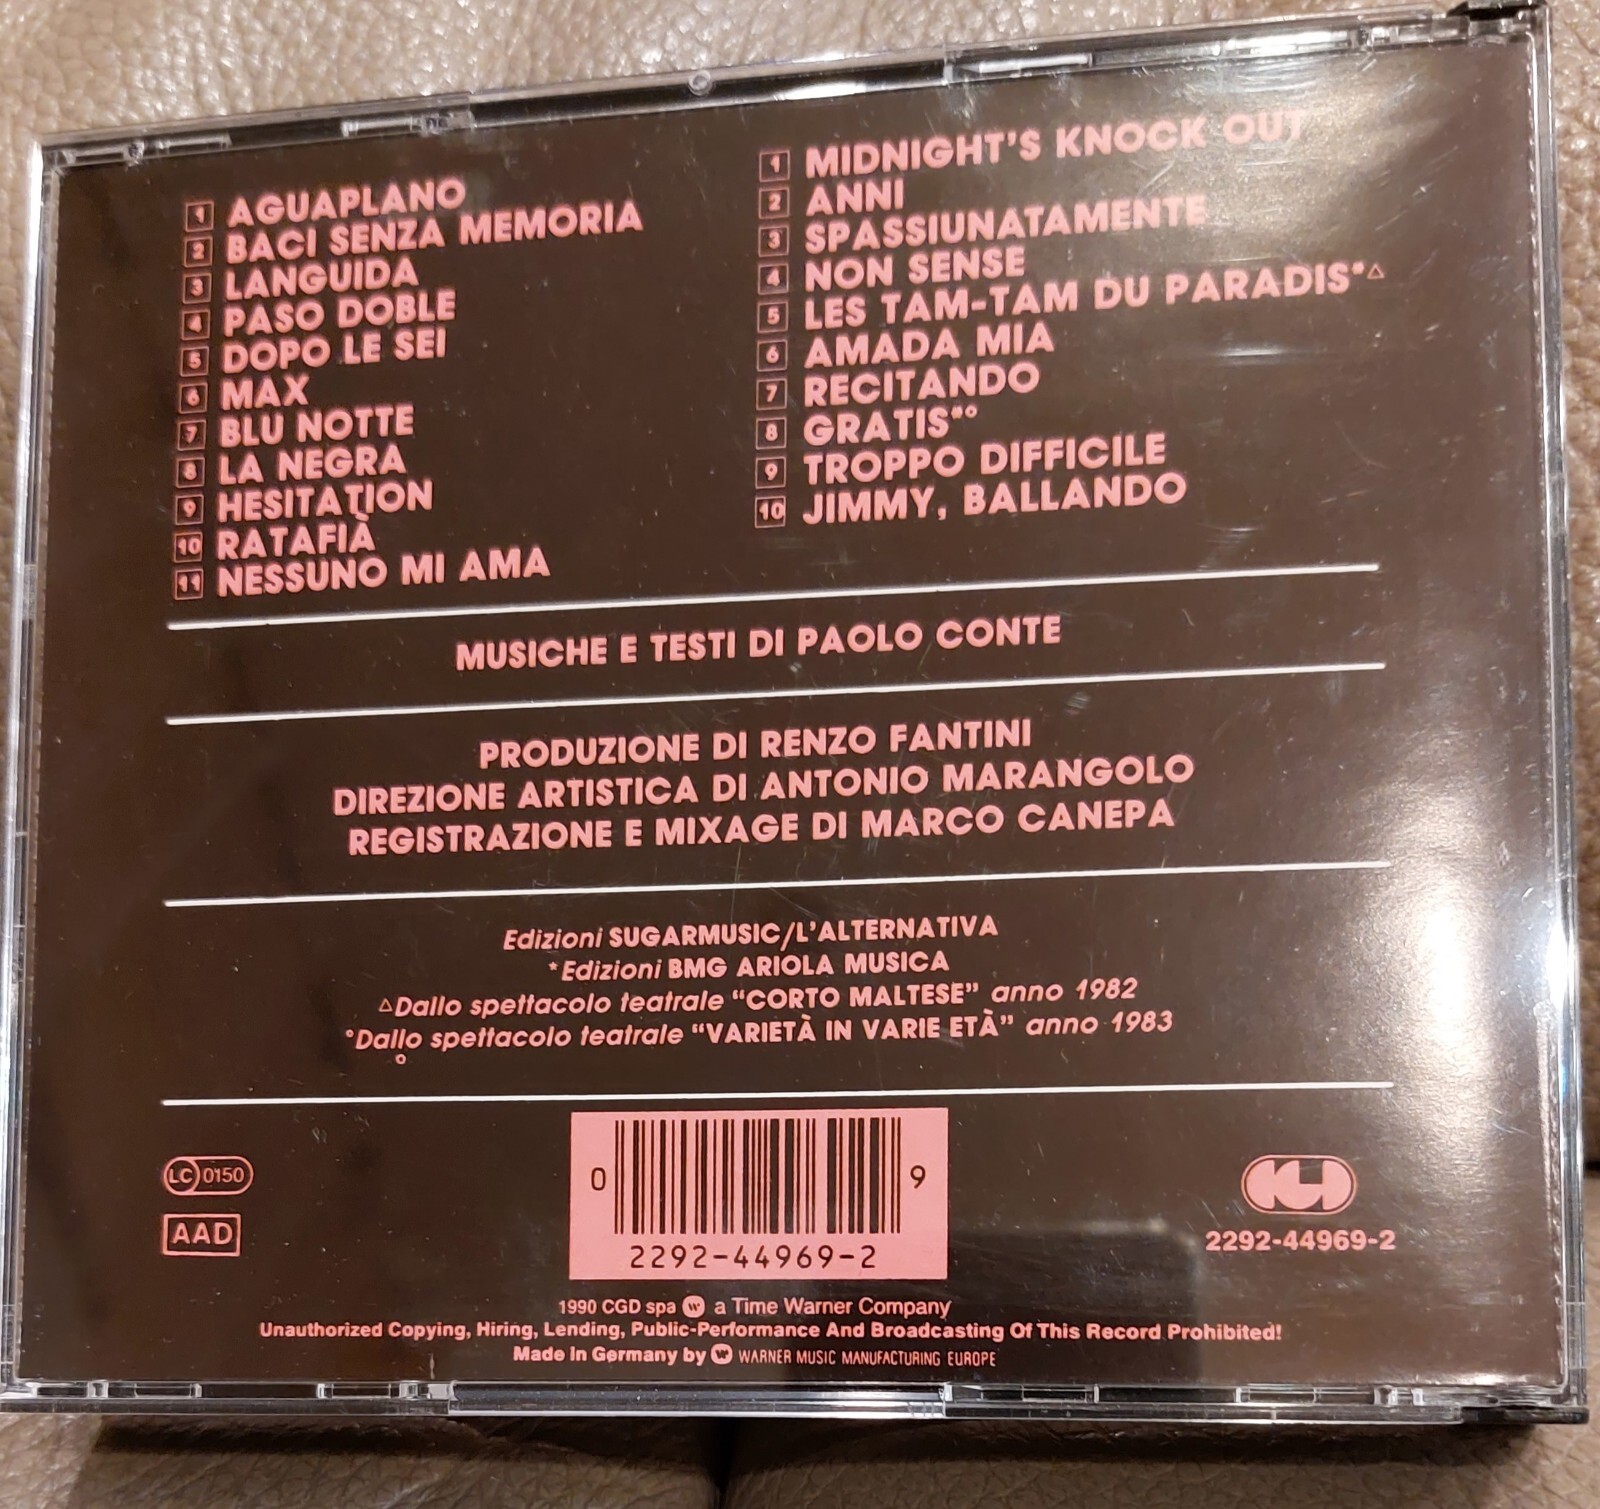 1 AGUAPLANO
2 BACI SENZA MEMORIA
3 LANGUIDA
4 PASO DOBLE
5 DOPO LE SEI
6 MAX
7 BLU NOTTE
8 LA NEGRA
9 HESITATION
10 RATAFIÀ
11 NESSUNO MI AMA
1 MIDNIGHT'S KNOCK OUT
2 ANNI
3 SPASSIUNATAMENTE
4 NON SENSE
5 LES TAM-TAM DU PARADIS*△
6 AMADA MIA
7 RECITANDO
8 GRATIS*°
9 TROPPO DIFFICILE
10 JIMMY, BALLANDO
MUSICHE E TESTI DI PAOLO CONTE
PRODUZIONE DI RENZO FANTINI
DIREZIONE ARTISTICA DI ANTONIO MARANGOLO
REGISTRAZIONE E MIXAGE DI MARCO CANEPA
Edizioni SUGARMUSIC/L'ALTERNATIVA
*Edizioni BMG ARIOLA MUSICA
△Dallo spettacolo teatrale “CORTO MALTESE” anno 1982
°Dallo spettacolo teatrale “VARIETÀ IN VARIE ETÀ” anno 1983
°
LC 0150
AAD
0 9
2292-44969-2
CGD
2292-44969-2
1990 CGD spa W a Time Warner Company
Unauthorized Copying, Hiring, Lending, Public-Performance And Broadcasting Of This Record Prohibited!
Made In Germany by W WARNER MUSIC MANUFACTURING EUROPE